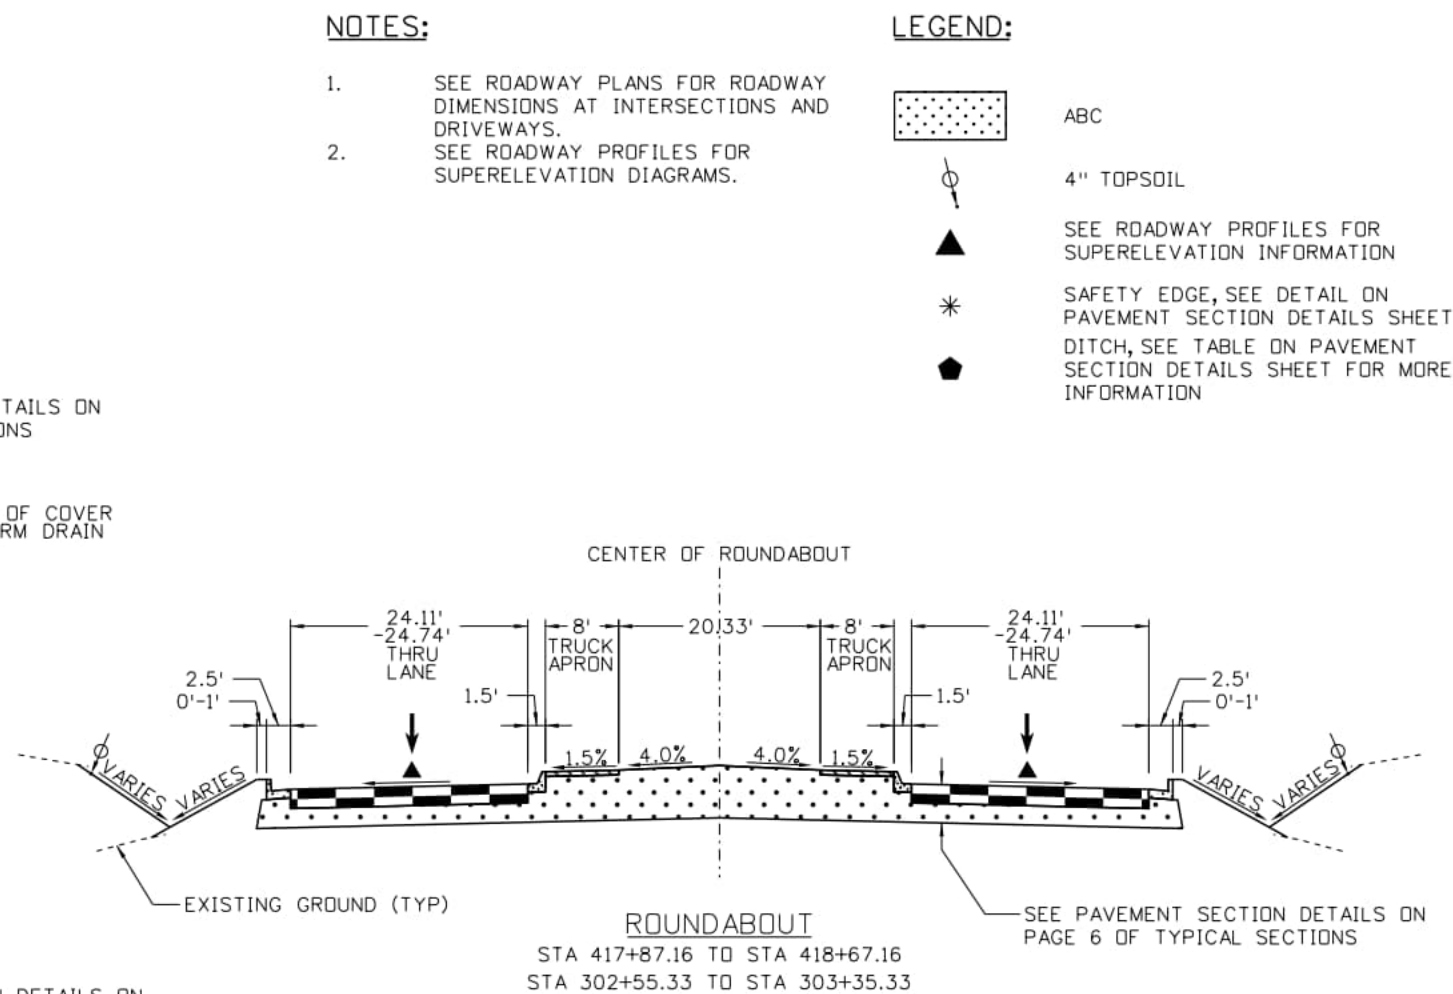 NOTES:
1. SEE ROADWAY PLANS FOR ROADWAY
DIMENSIONS AT INTERSECTIONS AND
DRIVEWAYS.
2. SEE ROADWAY PROFILES FOR
SUPERELEVATION DIAGRAMS.
LEGEND:
ABC
4" TOPSOIL
SEE ROADWAY PROFILES FOR
SUPERELEVATION INFORMATION
SAFETY EDGE, SEE DETAIL ON
PAVEMENT SECTION DETAILS SHEET
DITCH, SEE TABLE ON PAVEMENT
SECTION DETAILS SHEET FOR MORE
INFORMATION
TAILS ON
ONS
OF COVER
RM DRAIN
CENTER OF ROUNDABOUT
24.11'
-24.74'
THRU
LANE
8'
TRUCK
APRON
20.33'
8'
TRUCK
APRON
24.11'
-24.74'
THRU
LANE
2.5'
0'-1'
1.5'
1.5'
2.5'
0'-1'
VARIES
VARIES
1.5%
4.0%
4.0%
1.5%
VARIES
VARIES
EXISTING GROUND (TYP)
SEE PAVEMENT SECTION DETAILS ON
PAGE 6 OF TYPICAL SECTIONS
ROUNDABOUT
STA 417+87.16 TO STA 418+67.16
STA 302+55.33 TO STA 303+35.33
DETAILS ON